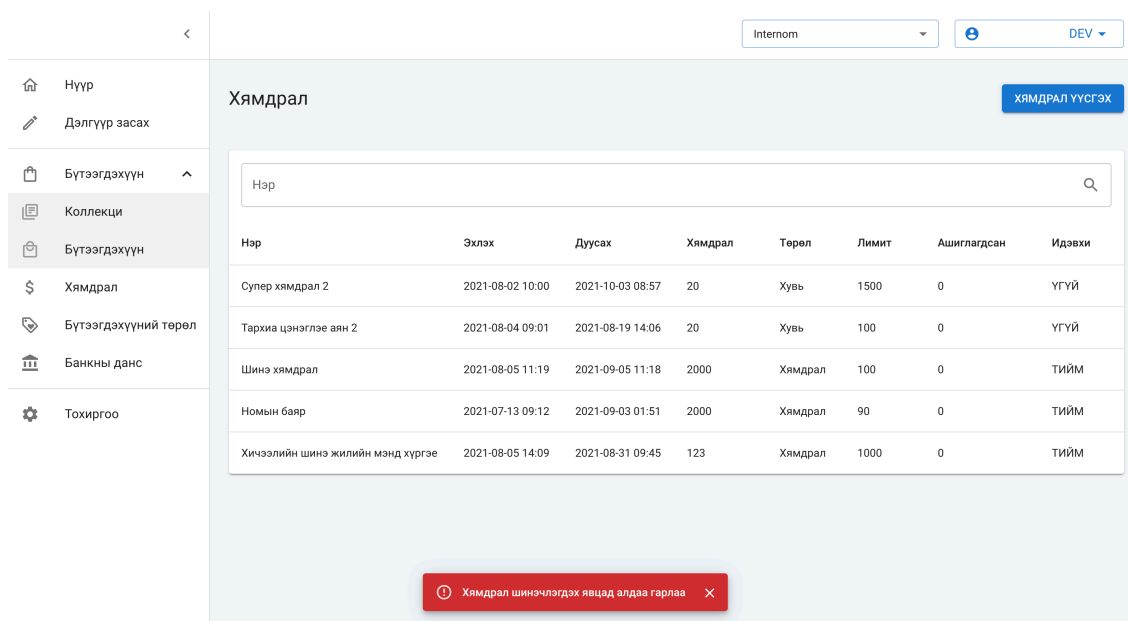 Internom
DEV
Нүүр
Дэлгүүр засах
Бүтээгдэхүүн
Коллекци
Бүтээгдэхүүн
Хямдрал
Бүтээгдэхүүний төрөл
Банкны данс
Тохиргоо
Хямдрал
ХЯМДРАЛ ҮҮСГЭХ
Нэр
Нэр Эхлэх Дуусах Хямдрал Төрөл Лимит Ашиглагдсан Идэвхи
Супер хямдрал 2 2021-08-02 10:00 2021-10-03 08:57 20 Хувь 1500 0 ҮГҮЙ
Тархиа цэнэглэе аян 2 2021-08-04 09:01 2021-08-19 14:06 20 Хувь 100 0 ҮГҮЙ
Шинэ хямдрал 2021-08-05 11:19 2021-09-05 11:18 2000 Хямдрал 100 0 ТИЙМ
Номын баяр 2021-07-13 09:12 2021-09-03 01:51 2000 Хямдрал 90 0 ТИЙМ
Хичээлийн шинэ жилийн мэнд хүргэе 2021-08-05 14:09 2021-08-31 09:45 123 Хямдрал 1000 0 ТИЙМ
Хямдрал шинэчлэгдэх явцад алдаа гарлаа